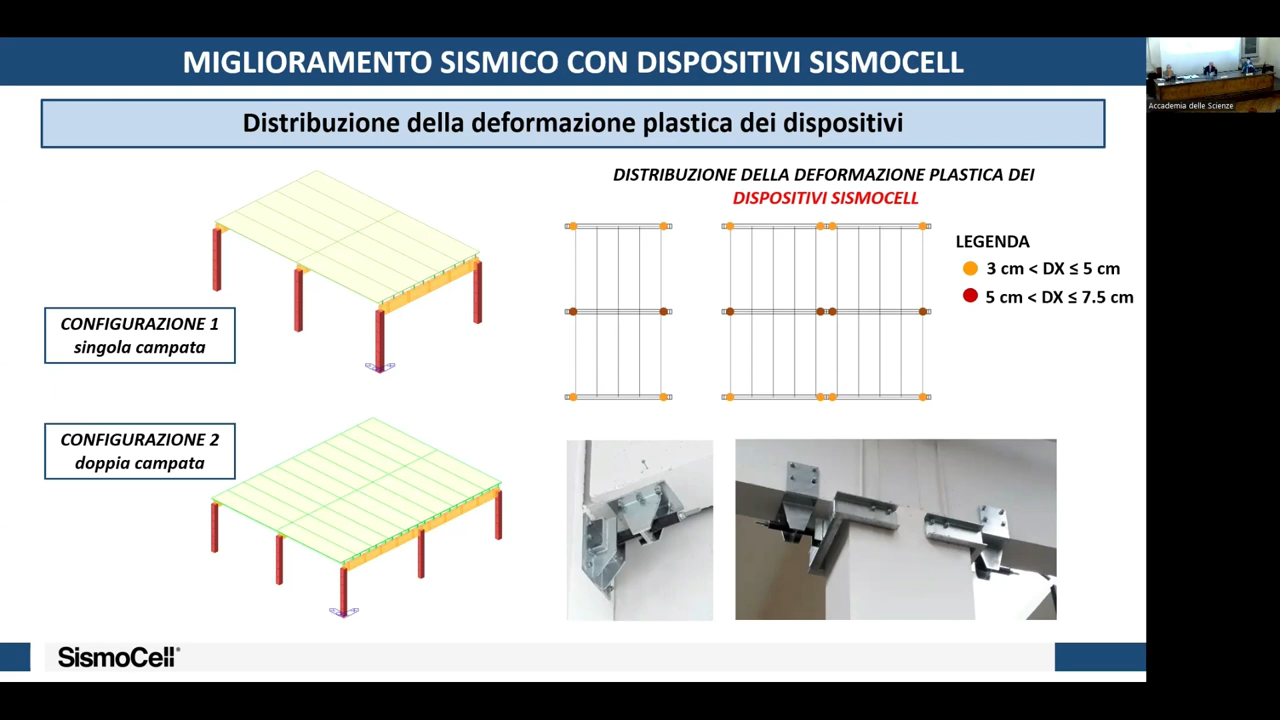 MIGLIORAMENTO SISMICO CON DISPOSITIVI SISMOCELL
Accademia delle Scienze
Distribuzione della deformazione plastica dei dispositivi
DISTRIBUZIONE DELLA DEFORMAZIONE PLASTICA DEI
DISPOSITIVI SISMOCELL
LEGENDA
3 cm < DX ≤ 5 cm
5 cm < DX ≤ 7.5 cm
CONFIGURAZIONE 1
singola campata
CONFIGURAZIONE 2
doppia campata
SismoCell®